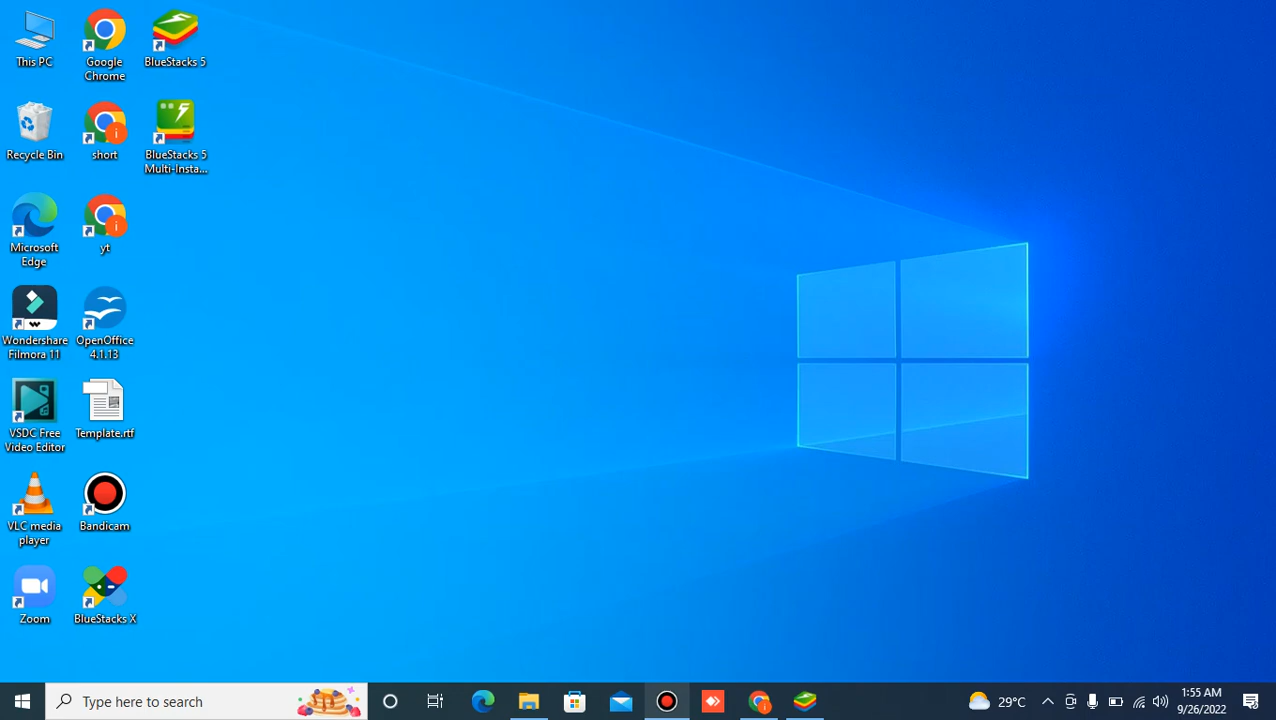 This PC
Google
Chrome
BlueStacks 5
Recycle Bin
short
BlueStacks 5
Multi-Insta...
Microsoft
Edge
yt
Wondershare
Filmora 11
OpenOffice
4.1.13
VSDC Free
Video Editor
Template.rtf
VLC media
player
Bandicam
Zoom
BlueStacks X
Type here to search
29°C
1:55 AM
9/26/2022